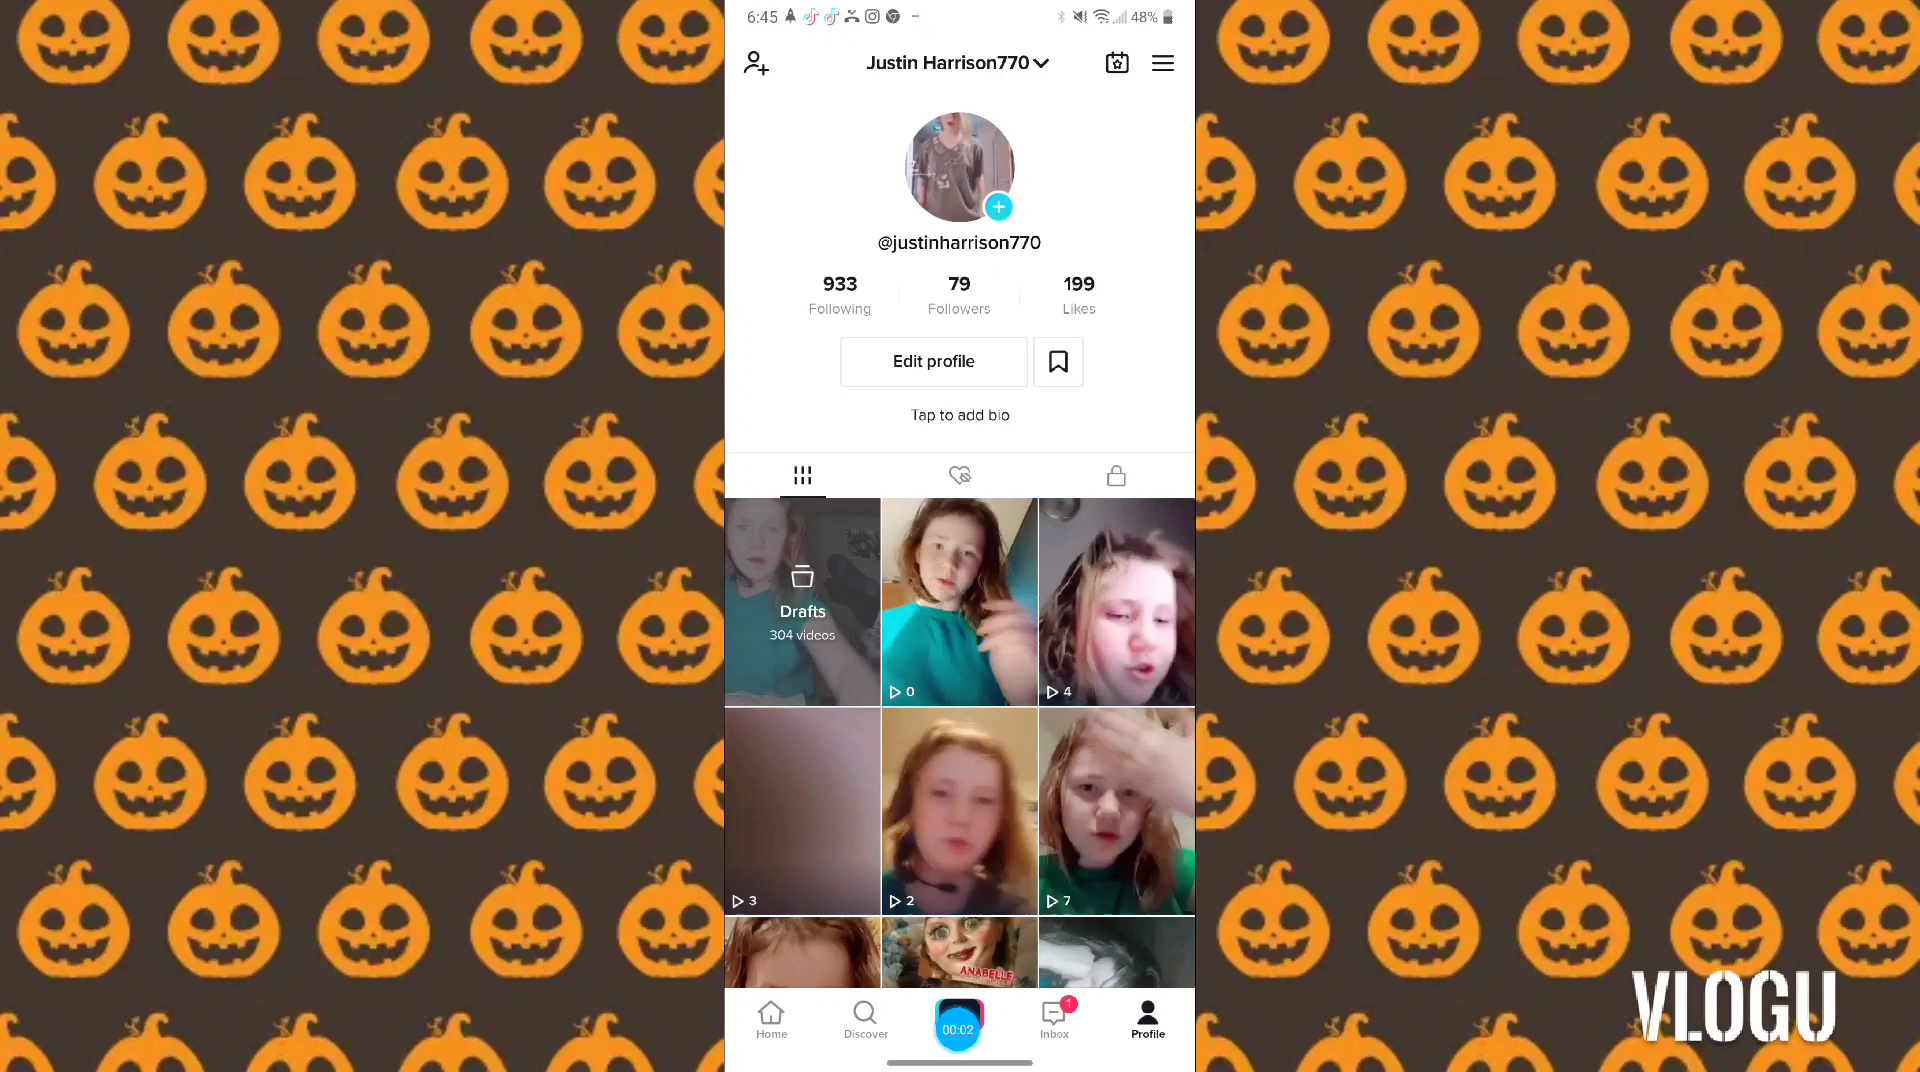 6:45
48%
Justin Harrison770
@justinharrison770
933
79
199
Following
Followers
Likes
Edit profile
Tap to add bio
Drafts
304 videos
0
4
3
2
7
ANABELLE
1
00:02
Home
Discover
Inbox
Profile
VLOGU